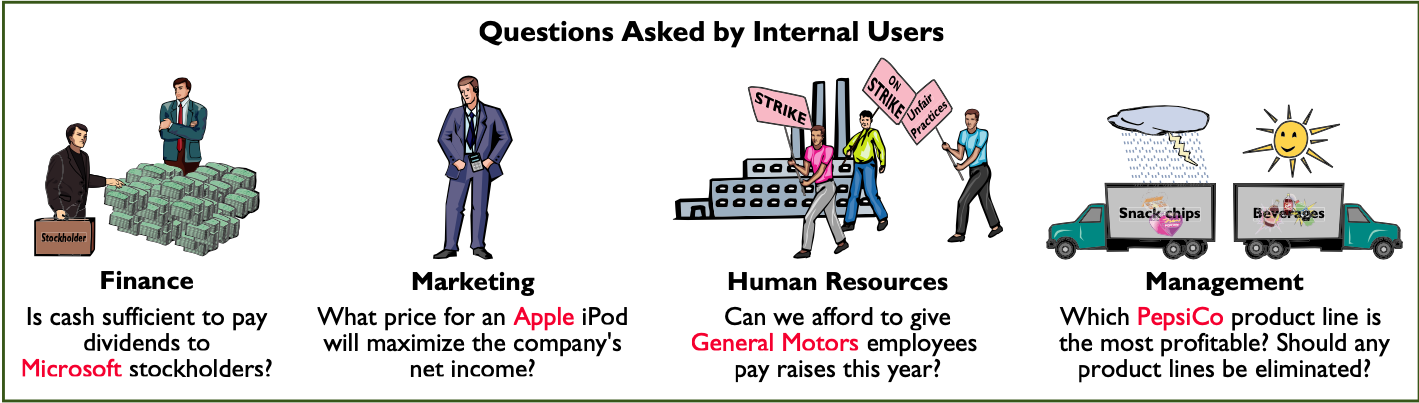 Questions Asked by Internal Users
Stockholder
STRIKE
ON
STRIKE
Unfair
Practices
Snack chips
Beverages
Finance
Is cash sufficient to pay
dividends to
Microsoft stockholders?
Marketing
What price for an Apple iPod
will maximize the company's
net income?
Human Resources
Can we afford to give
General Motors employees
pay raises this year?
Management
Which PepsiCo product line is
the most profitable? Should any
product lines be eliminated?